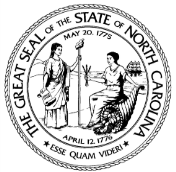 THE GREAT SEAL OF THE STATE OF NORTH CAROLINA
MAY 20, 1775
APRIL 12, 1776
★ESSE QUAM VIDERI★